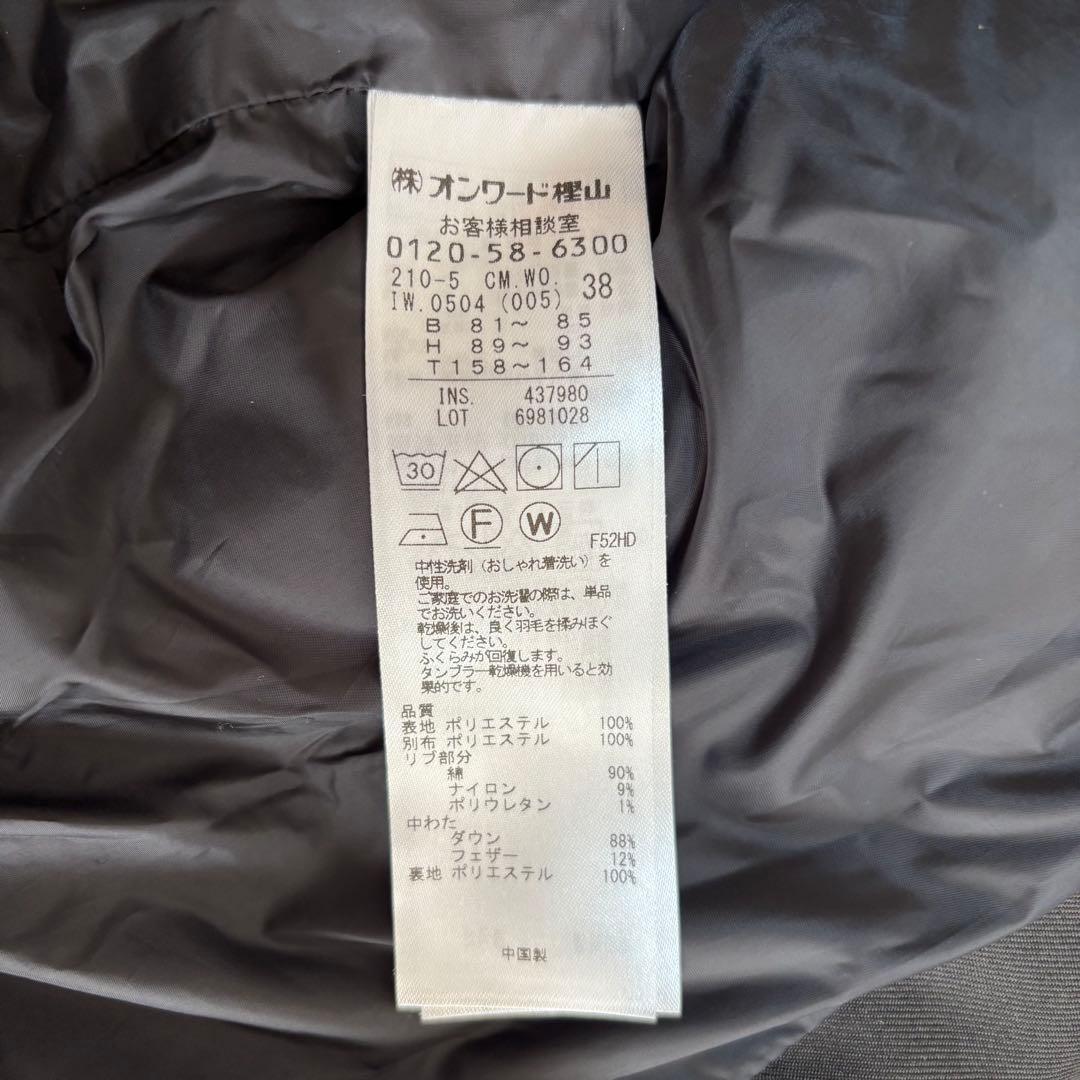 (株)オンワード樫山
お客様相談室
0120-58-6300
210-5 CM.WO. 38
IW.0504 (005)
B 81～ 85
H 89～ 93
T158～164
INS. 437980
LOT 6981028
30
F W
F52HD
中性洗剤（おしゃれ着洗い）を
使用。
ご家庭でのお洗濯の際は、単品
でお洗いください。
乾燥後は、良く羽毛を揉みほぐ
してください。
ふくらみが回復します。
タンブラー乾燥機を用いると効
果的です。
品質
表地 ポリエステル 100%
別布 ポリエステル 100%
リブ部分
綿 90%
ナイロン 9%
ポリウレタン 1%
中わた
ダウン 88%
フェザー 12%
裏地 ポリエステル 100%
中国製